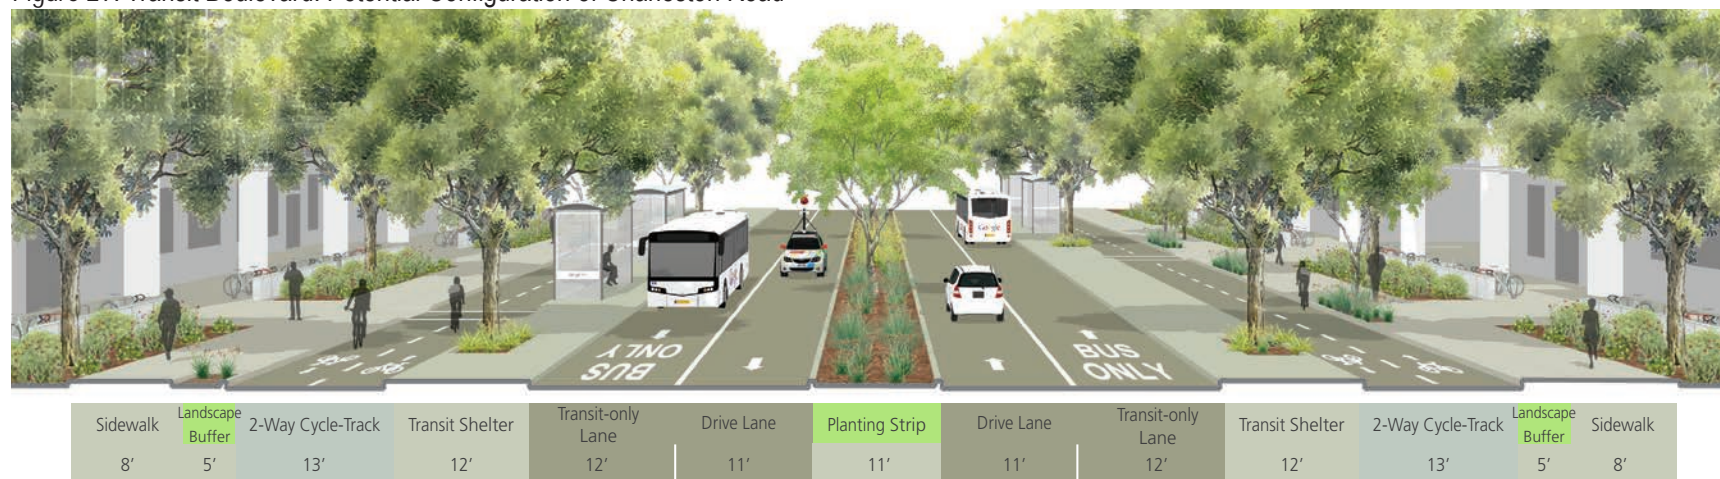 Sidewalk Landscape Buffer 2-Way Cycle-Track Transit Shelter Transit-only Lane Drive Lane Planting Strip Drive Lane Transit-only Lane Transit Shelter 2-Way Cycle-Track Landscape Buffer Sidewalk
8’ 5’ 13’ 12’ 12’ 11’ 11’ 11’ 12’ 12’ 13’ 5’ 8’
Google
BUS
ONLY
BUS
ONLY